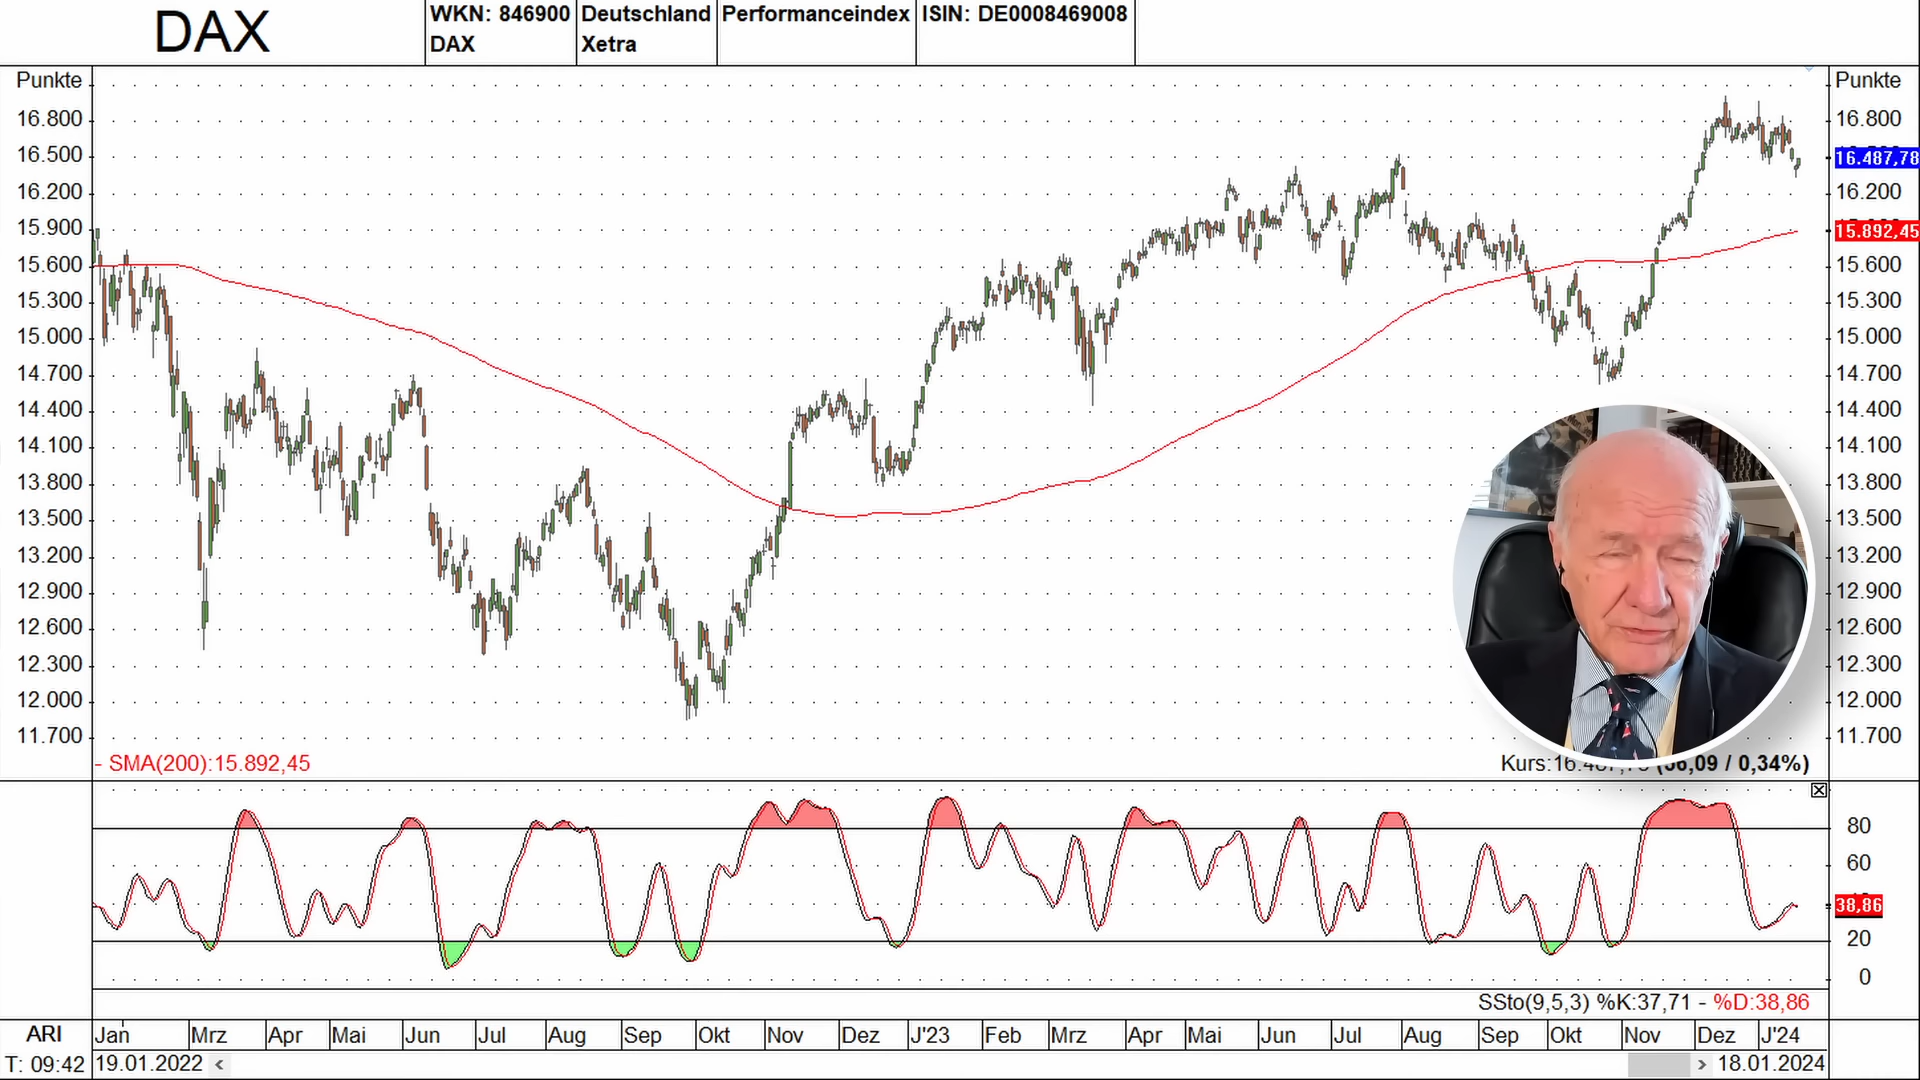 DAX
WKN: 846900
DAX
Deutschland
Xetra
Performanceindex
ISIN: DE0008469008
Punkte
Punkte
16.800
16.800
16.500
16.487,78
16.200
16.200
15.900
15.892,45
15.600
15.600
15.300
15.300
15.000
15.000
14.700
14.700
14.400
14.400
14.100
14.100
13.800
13.800
13.500
13.500
13.200
13.200
12.900
12.900
12.600
12.600
12.300
12.300
12.000
12.000
11.700
11.700
- SMA(200):15.892,45
Kurs: / 0,34%)
80
60
38,86
20
0
SSto(9,5,3) %K:37,71 - %D:38,86
ARI
Jan Mrz Apr Mai Jun Jul Aug Sep Okt Nov Dez J'23 Feb Mrz Apr Mai Jun Jul Aug Sep Okt Nov Dez J'24
T: 09:42
19.01.2022 <
> 18.01.2024